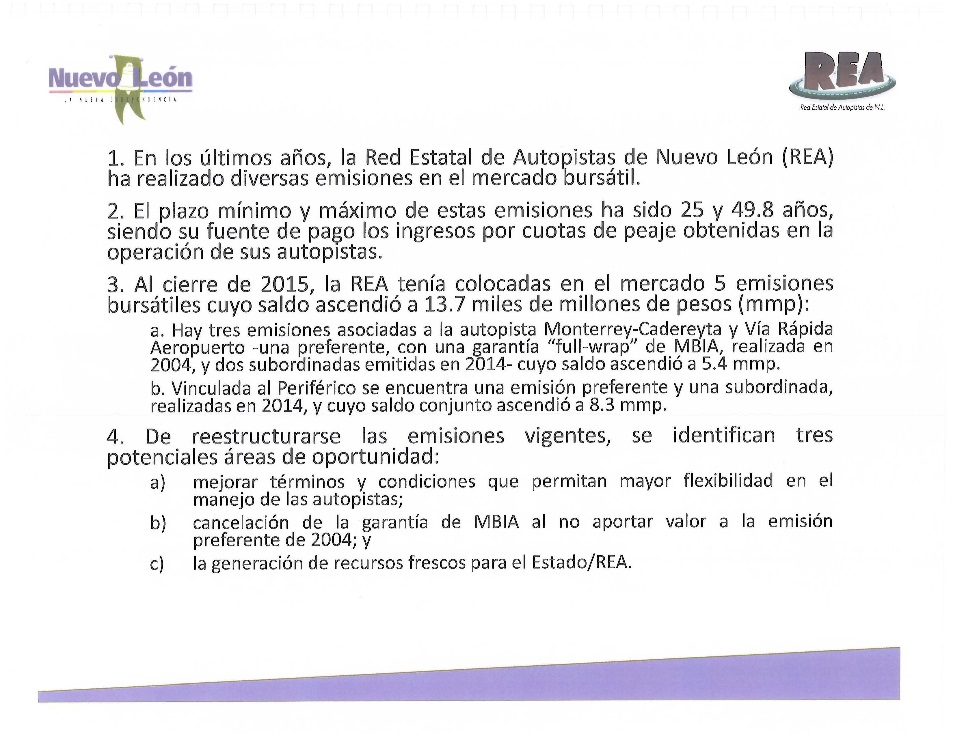 Nuevo León
LA NUEVA INDEPENDENCIA
REA
Red Estatal de Autopistas de N.L.
1. En los últimos años, la Red Estatal de Autopistas de Nuevo León (REA)
ha realizado diversas emisiones en el mercado bursátil.
2. El plazo mínimo y máximo de estas emisiones ha sido 25 y 49.8 años,
siendo su fuente de pago los ingresos por cuotas de peaje obtenidas en la
operación de sus autopistas.
3. Al cierre de 2015, la REA tenía colocadas en el mercado 5 emisiones
bursátiles cuyo saldo ascendió a 13.7 miles de millones de pesos (mmp):
a. Hay tres emisiones asociadas a la autopista Monterrey-Cadereyta y Vía Rápida
Aeropuerto -una preferente, con una garantía "full-wrap" de MBIA, realizada en
2004, y dos subordinadas emitidas en 2014- cuyo saldo ascendió a 5.4 mmp.
b. Vinculada al Periférico se encuentra una emisión preferente y una subordinada,
realizadas en 2014, y cuyo saldo conjunto ascendió a 8.3 mmp.
4. De reestructurarse las emisiones vigentes, se identifican tres
potenciales áreas de oportunidad:
a) mejorar términos y condiciones que permitan mayor flexibilidad en el
manejo de las autopistas;
b) cancelación de la garantía de MBIA al no aportar valor a la emisión
preferente de 2004; y
c) la generación de recursos frescos para el Estado/REA.